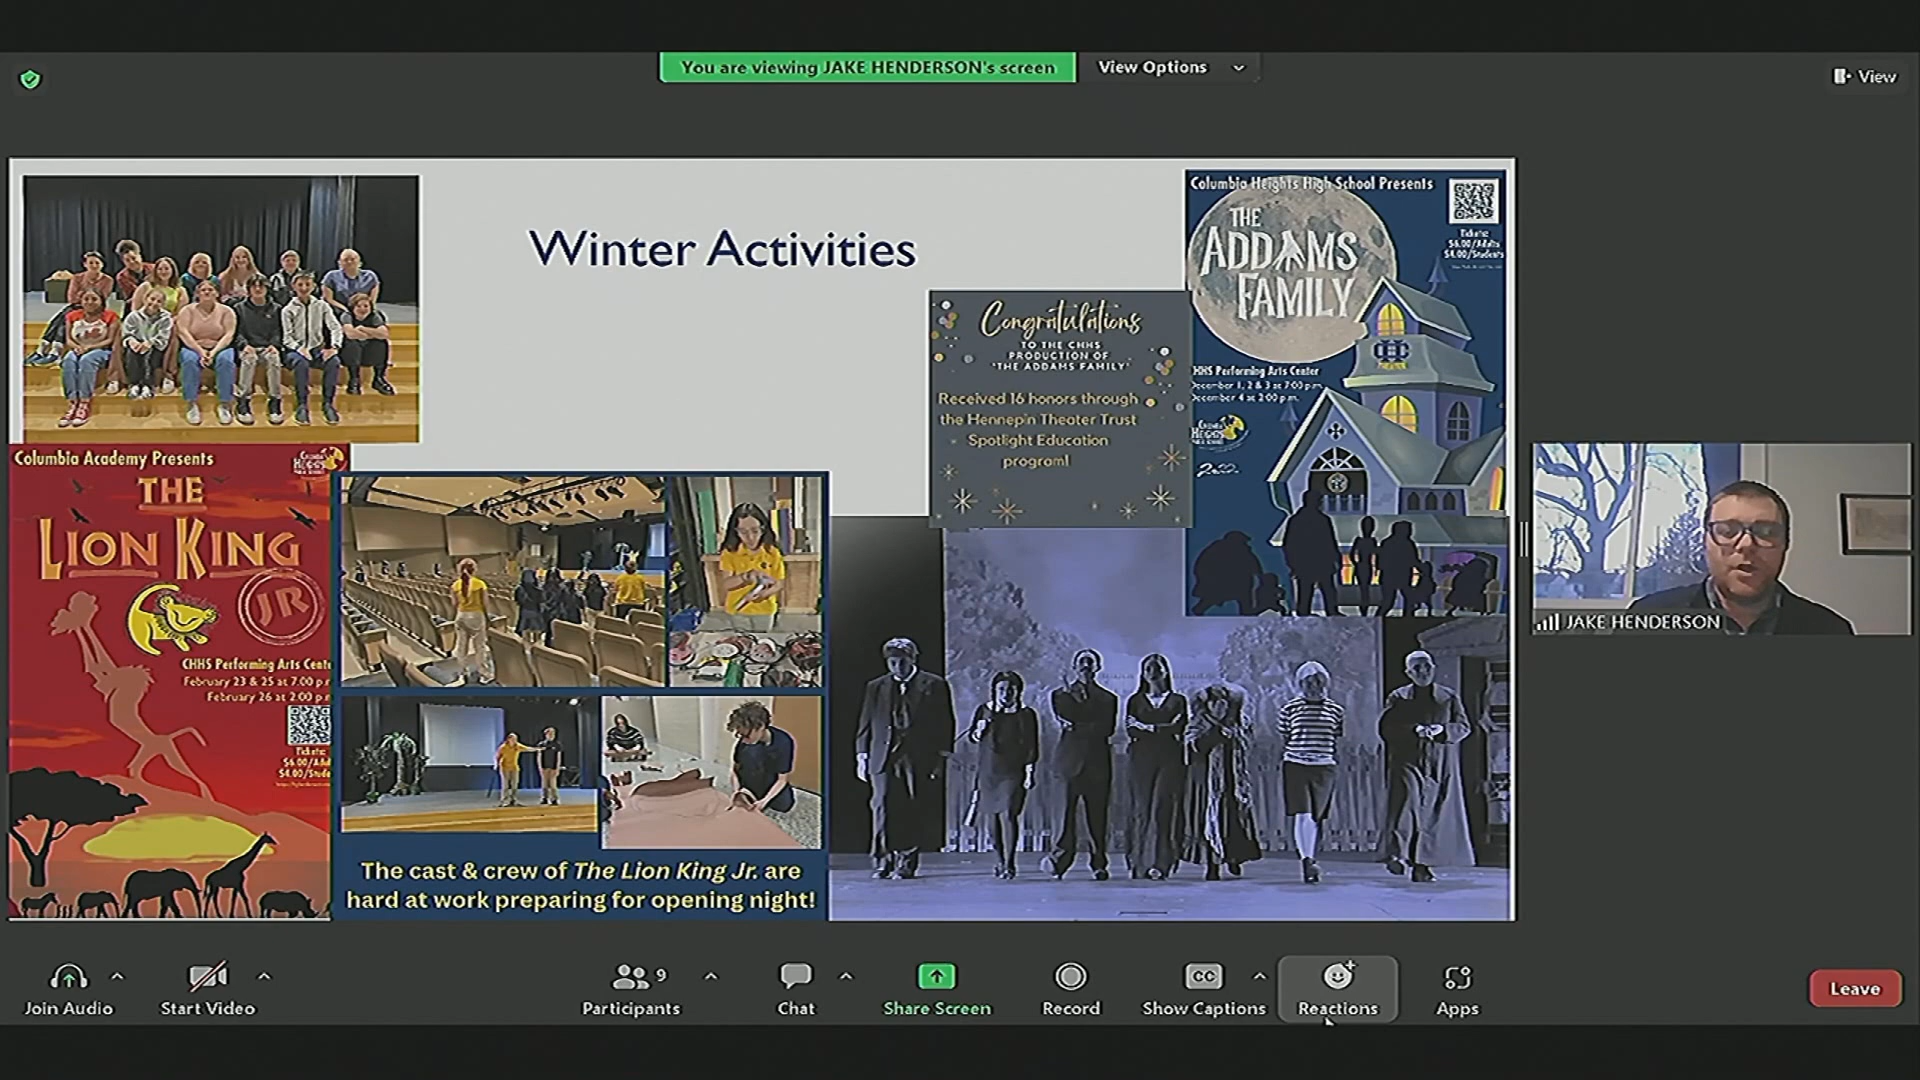 You are viewing JAKE HENDERSON's screen
View Options
View
Winter Activities
Columbia Heights High School Presents
THE
ADDAMS
FAMILY
Tickets:
$6.00/Adults
$4.00/Students
CHHS Performing Arts Center
December 1, 2 & 3 at 7:00 p.m.
December 4 at 2:00 p.m.
Congratulations
TO THE CHHS
PRODUCTION OF
'THE ADDAMS FAMILY'
Received 16 honors through
the Hennepin Theater Trust
Spotlight Education
program!
Columbia Academy Presents
COLUMBIA
HEIGHTS
THE
LION KING
JR
CHHS Performing Arts Cente
February 23 & 25 at 7:00 p.m
February 26 at 2:00 p.m
Tickets:
$6.00/Adul
$4.00/Stude
The cast & crew of The Lion King Jr. are
hard at work preparing for opening night!
JAKE HENDERSON
Join Audio
Start Video
9
Participants
Chat
Share Screen
Record
CC
Show Captions
Reactions
Apps
Leave